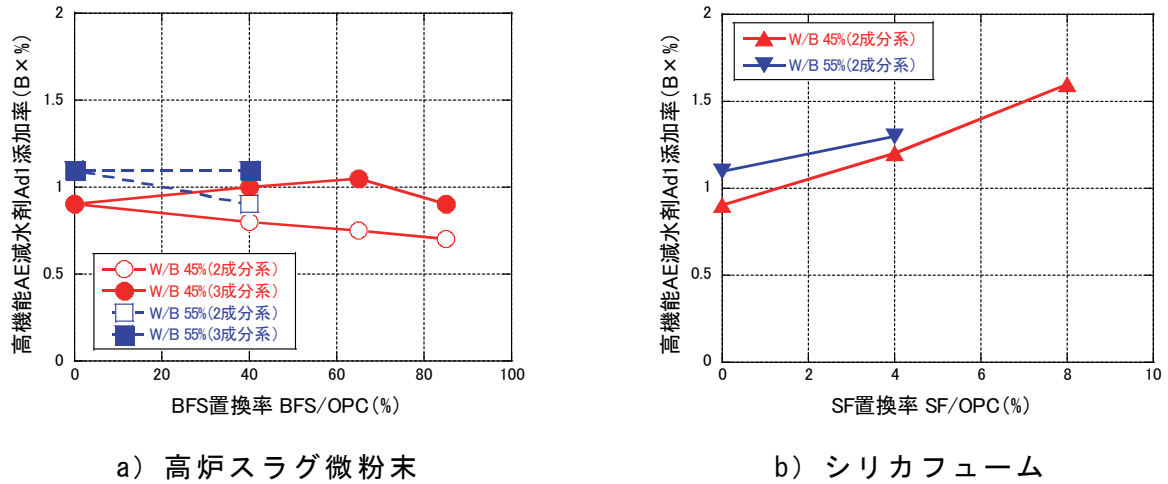 高機能AE減水剤Ad1添加率(B×%)
2
1.5
1
0.5
0
0 20 40 60 80 100
W/B 45%(2成分系)
W/B 45%(3成分系)
W/B 55%(2成分系)
W/B 55%(3成分系)
BFS置換率 BFS/OPC(%)
a) 高炉スラグ微粉末
高機能AE減水剤Ad1添加率(B×%)
2
1.5
1
0.5
0
0 2 4 6 8 10
W/B 45%(2成分系)
W/B 55%(2成分系)
SF置換率 SF/OPC(%)
b) シリカフューム